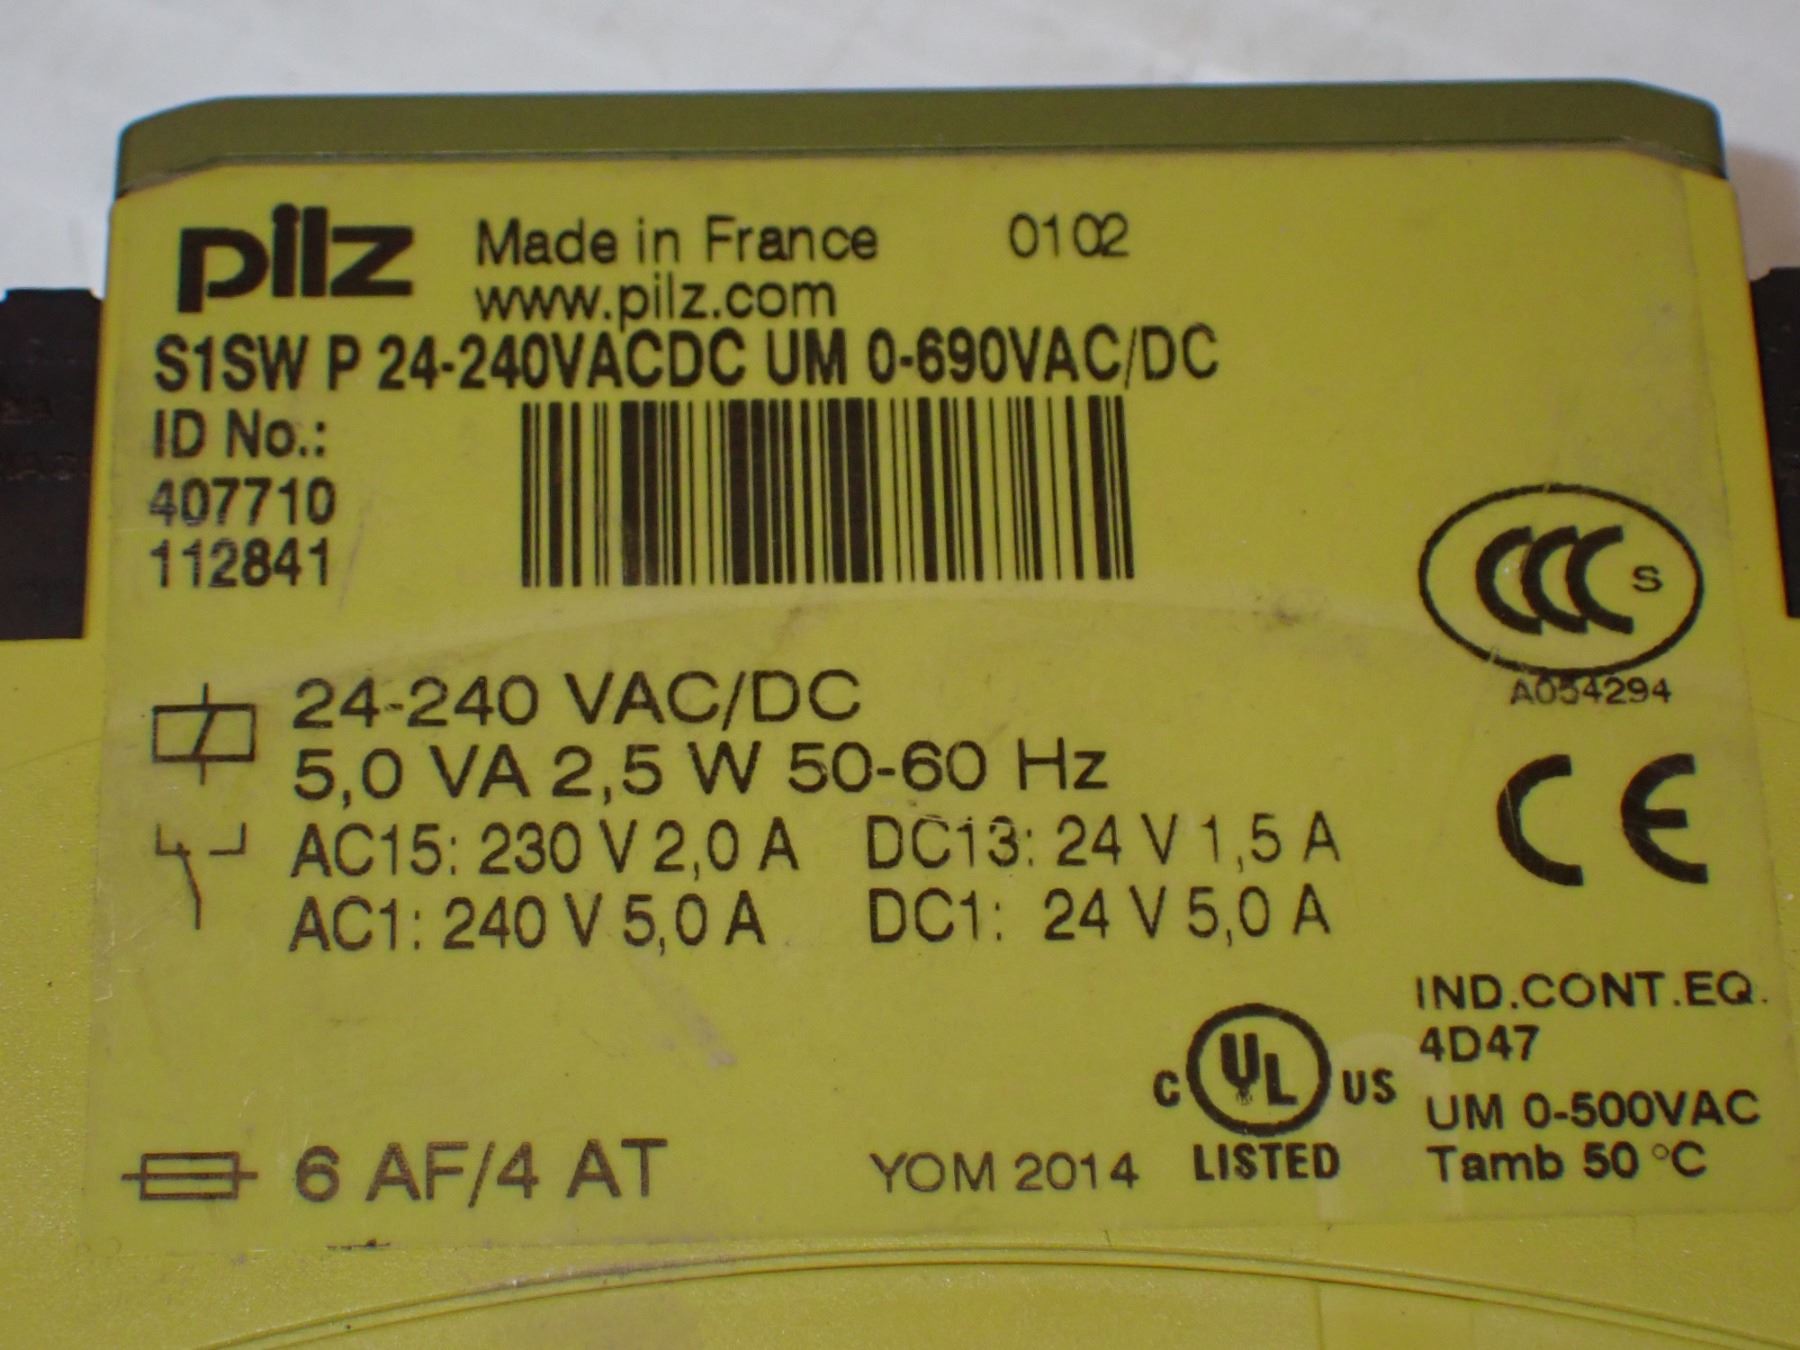 pilz Made in France 0102
www.pilz.com
S1SW P 24-240VACDC UM 0-690VAC/DC
ID No.:
407710
112841
CCC S
A054294
24-240 VAC/DC
5,0 VA 2,5 W 50-60 Hz
AC15: 230 V 2,0 A DC13: 24 V 1,5 A
AC1: 240 V 5,0 A DC1: 24 V 5,0 A
CE
IND.CONT.EQ.
4D47
C UL US
LISTED
UM 0-500VAC
Tamb 50 °C
6 AF/4 AT
YOM 2014